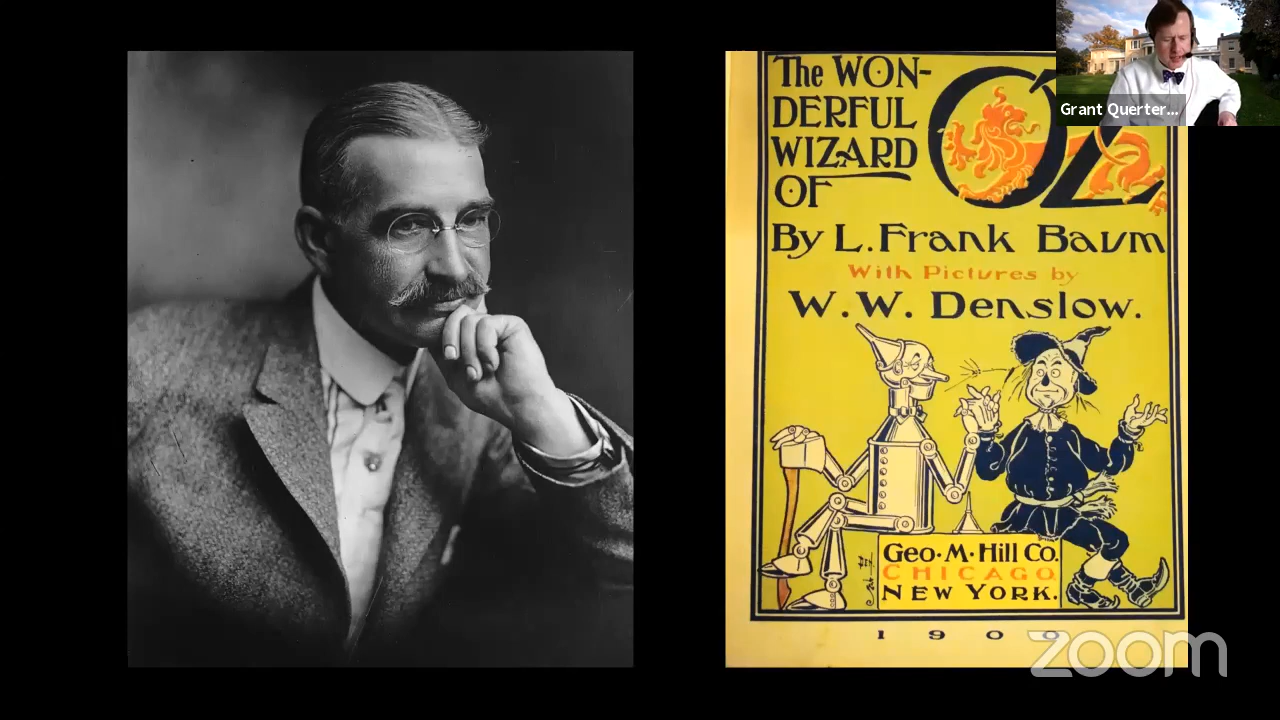 The WON-
DERFUL
WIZARD
OF
OZ
By L. Frank Baum
With Pictures by
W. W. Denslow.
Geo. M. Hill Co.
CHICAGO
NEW YORK.
1900
Grant Querter...
zoom